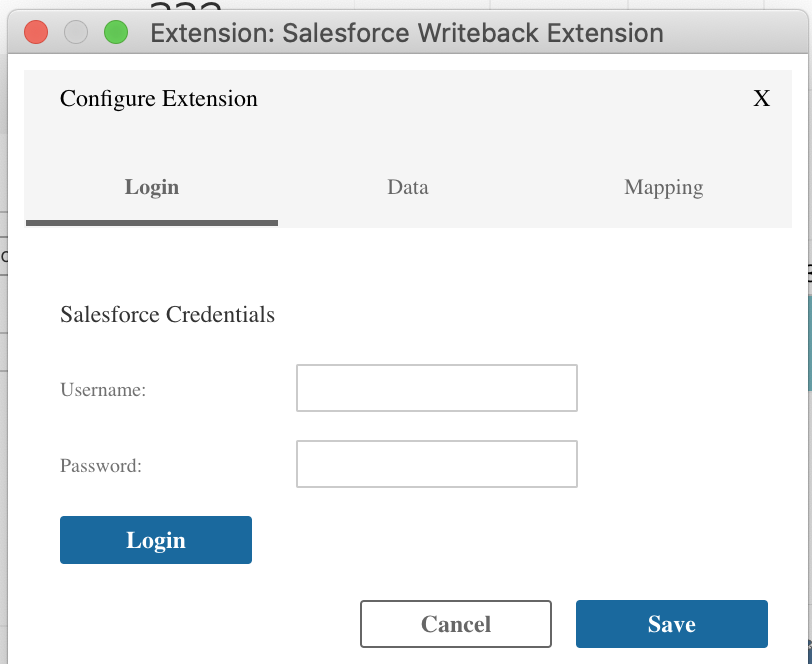 Extension: Salesforce Writeback Extension
Configure Extension X
Login Data Mapping
Salesforce Credentials
Username:
Password:
Login
Cancel Save